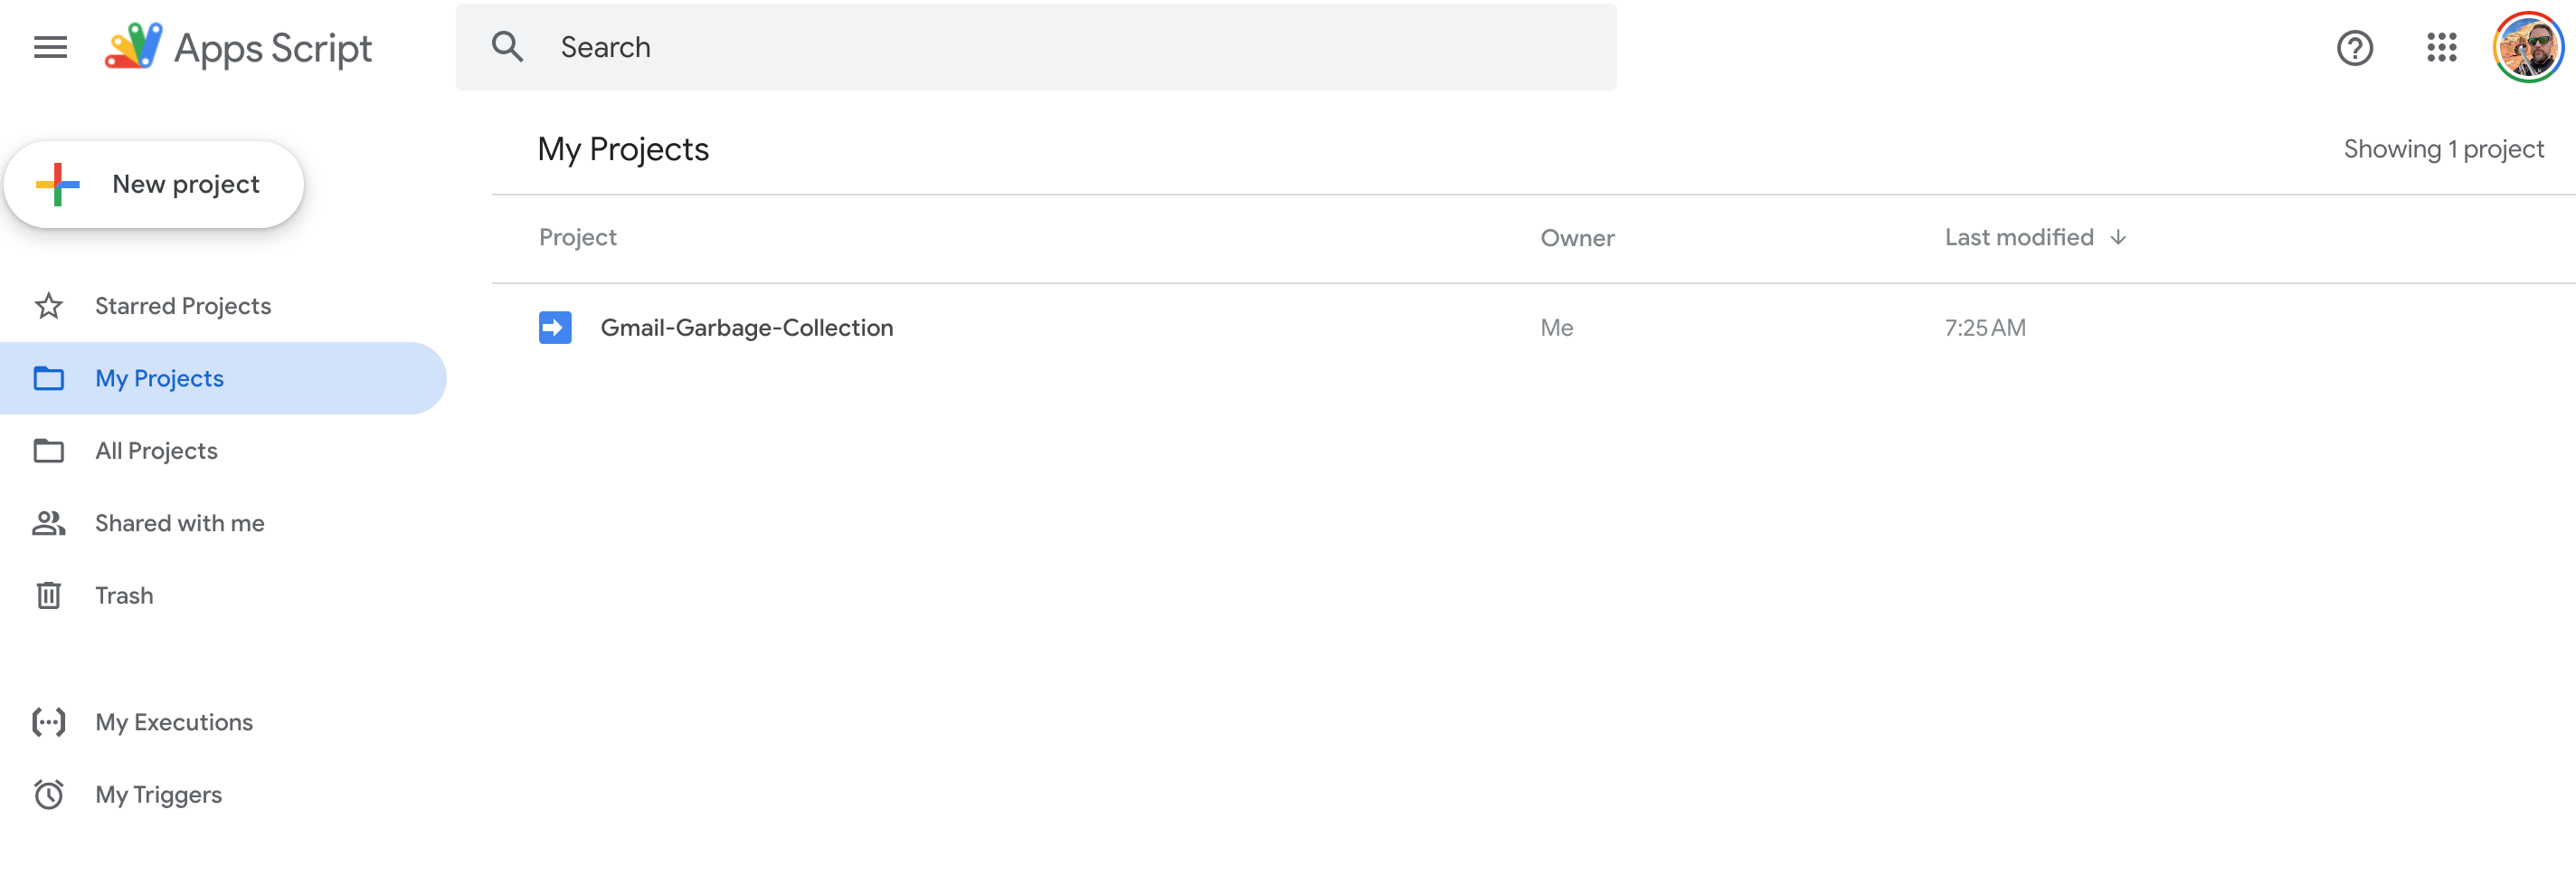 Apps Script
Search
New project
Starred Projects
My Projects
All Projects
Shared with me
Trash
My Executions
My Triggers
My Projects
Showing 1 project
Project Owner Last modified
Gmail-Garbage-Collection Me 7:25 AM